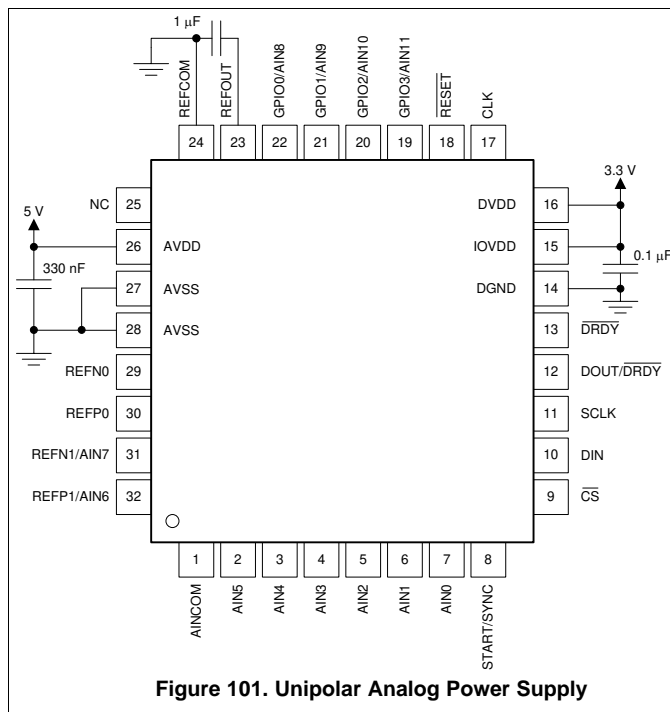 1 μF
REFCOM
REFOUT
GPIO0/AIN8
GPIO1/AIN9
GPIO2/AIN10
GPIO3/AIN11
RESET
CLK
24
23
22
21
20
19
18
17
NC
25
5 V
26
AVDD
330 nF
27
AVSS
28
AVSS
REFN0
29
REFP0
30
REFN1/AIN7
31
REFP1/AIN6
32
3.3 V
DVDD
16
IOVDD
15
0.1 μF
DGND
14
13
DRDY
12
DOUT/DRDY
11
SCLK
10
DIN
9
CS
1
2
3
4
5
6
7
8
AINCOM
AIN5
AIN4
AIN3
AIN2
AIN1
AIN0
START/SYNC
Figure 101. Unipolar Analog Power Supply